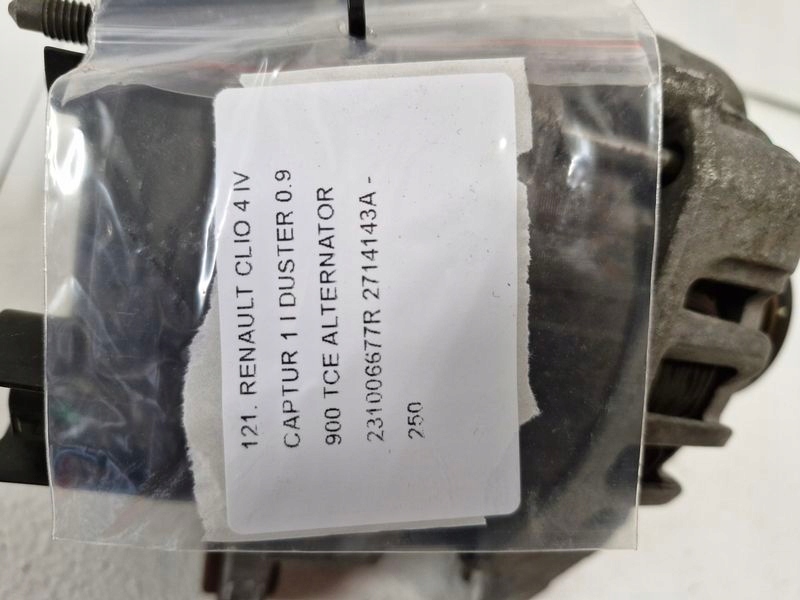 121. RENAULT CLIO 4 IV
CAPTUR 1 I DUSTER 0.9
900 TCE ALTERNATOR
231006677R 2714143A -
250